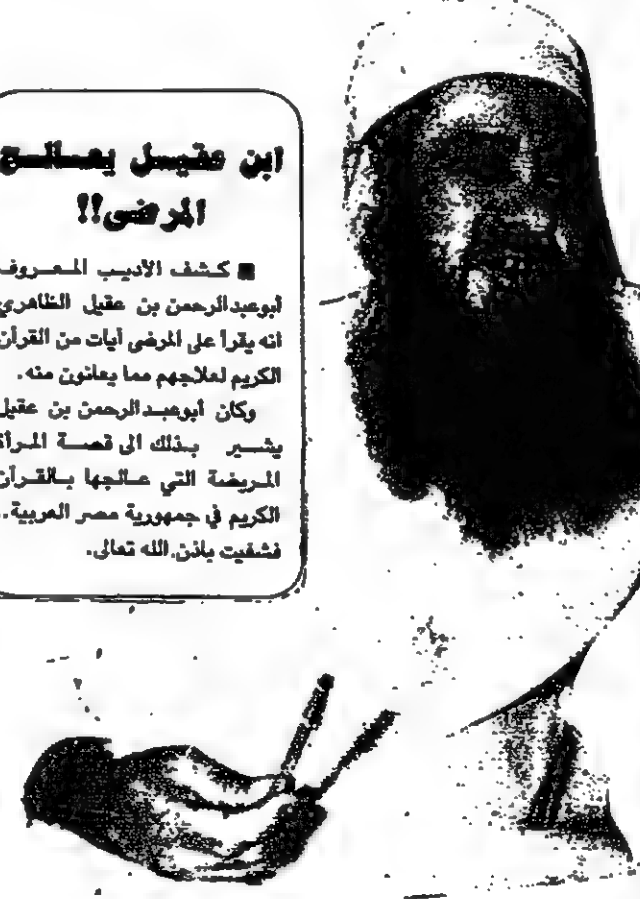 ابن عقيل يعالج
المرضى!!
■ كشف الأديب المعروف
أبوعبدالرحمن بن عقيل الظاهري
أنه يقرأ على المرضى آيات من القرآن
الكريم لعلاجهم مما يعانون منه.
وكان أبوعبدالرحمن بن عقيل
يشير بذلك الى قصة المرأة
المريضة التي عالجها بالقرآن
الكريم في جمهورية مصر العربية..
فشفيت باذن الله تعالى.